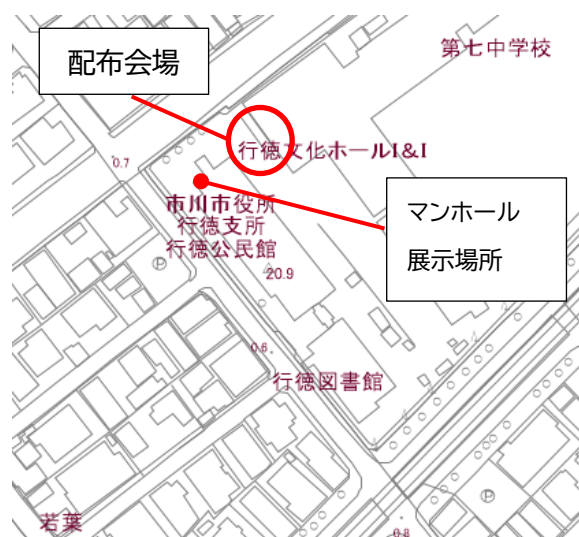 配布会場
第七中学校
行徳文化ホールI&I
0.7
市川市役所
行徳支所
行徳公民館
マンホール
展示場所
P
20.9
0.6
行徳図書館
P
若葉
0.8